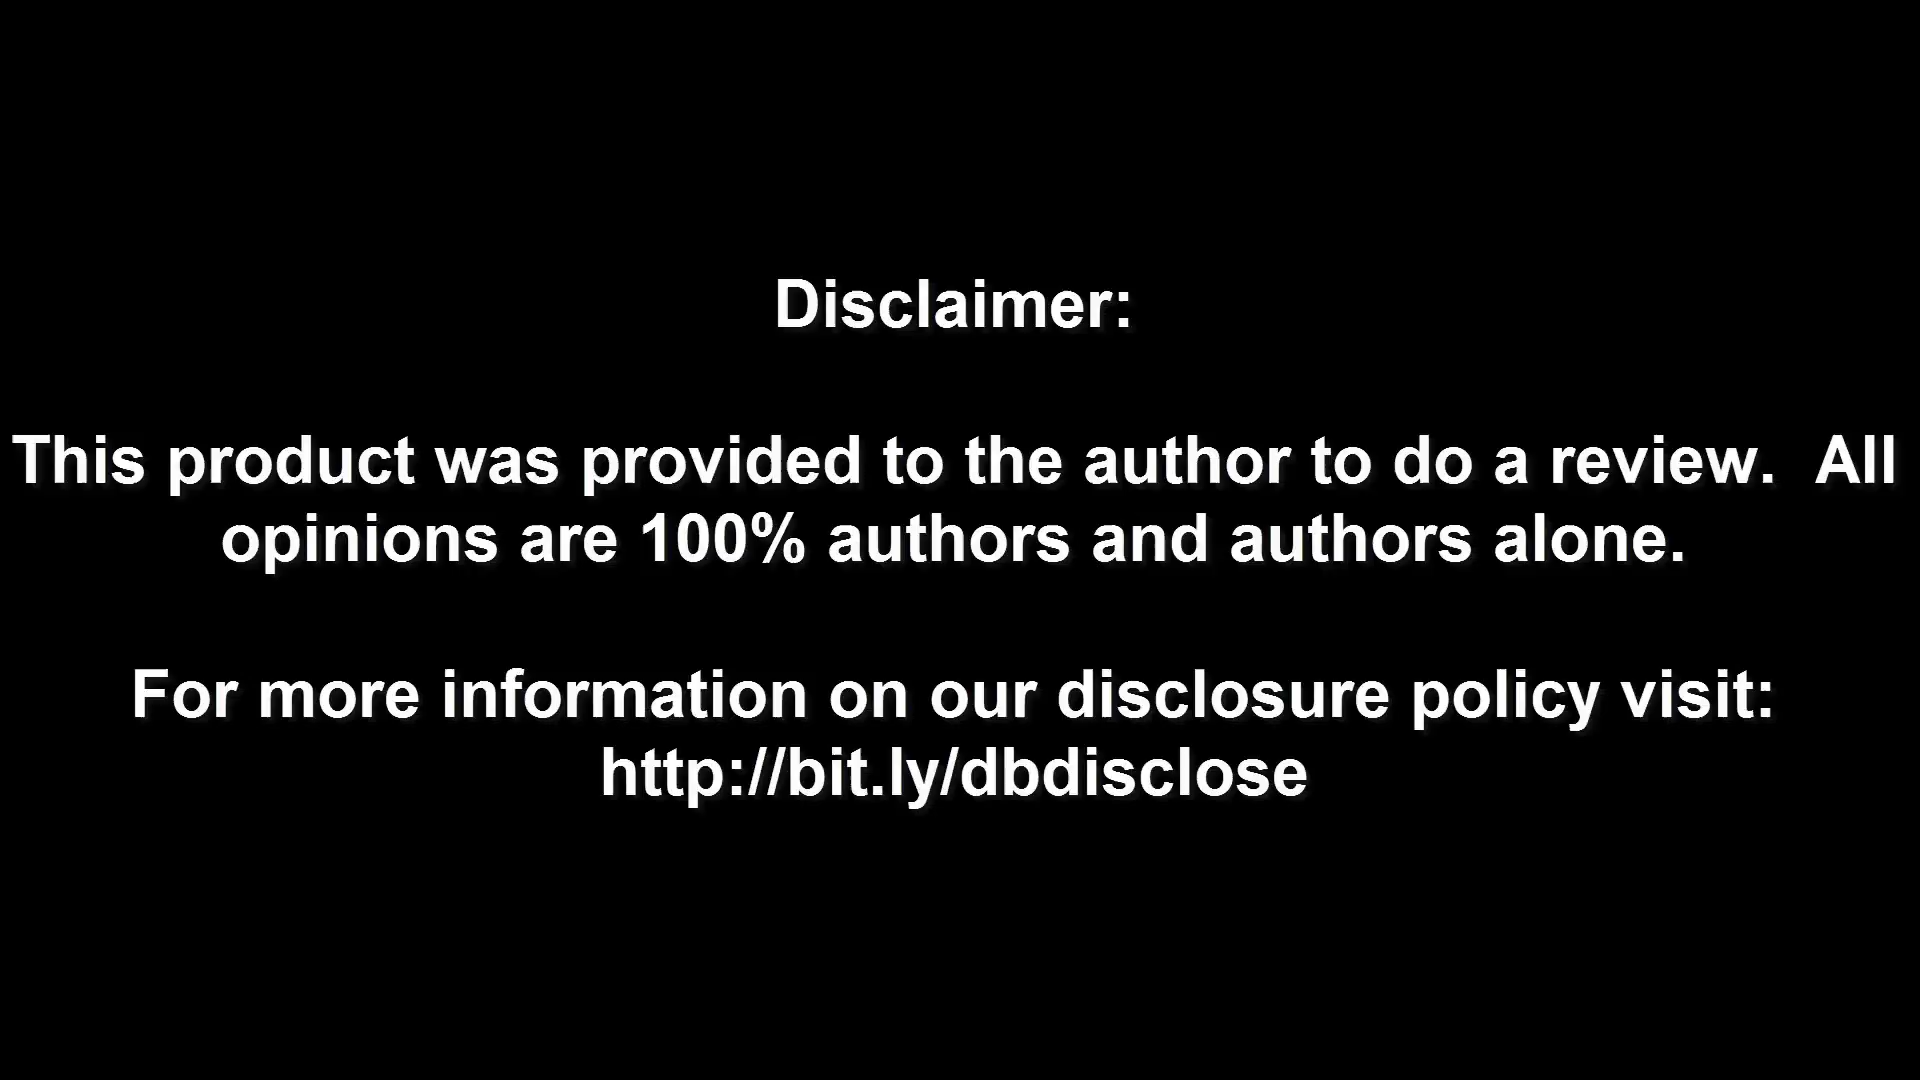 Disclaimer:
This product was provided to the author to do a review.  All
opinions are 100% authors and authors alone.
For more information on our disclosure policy visit:
http://bit.ly/dbdisclose